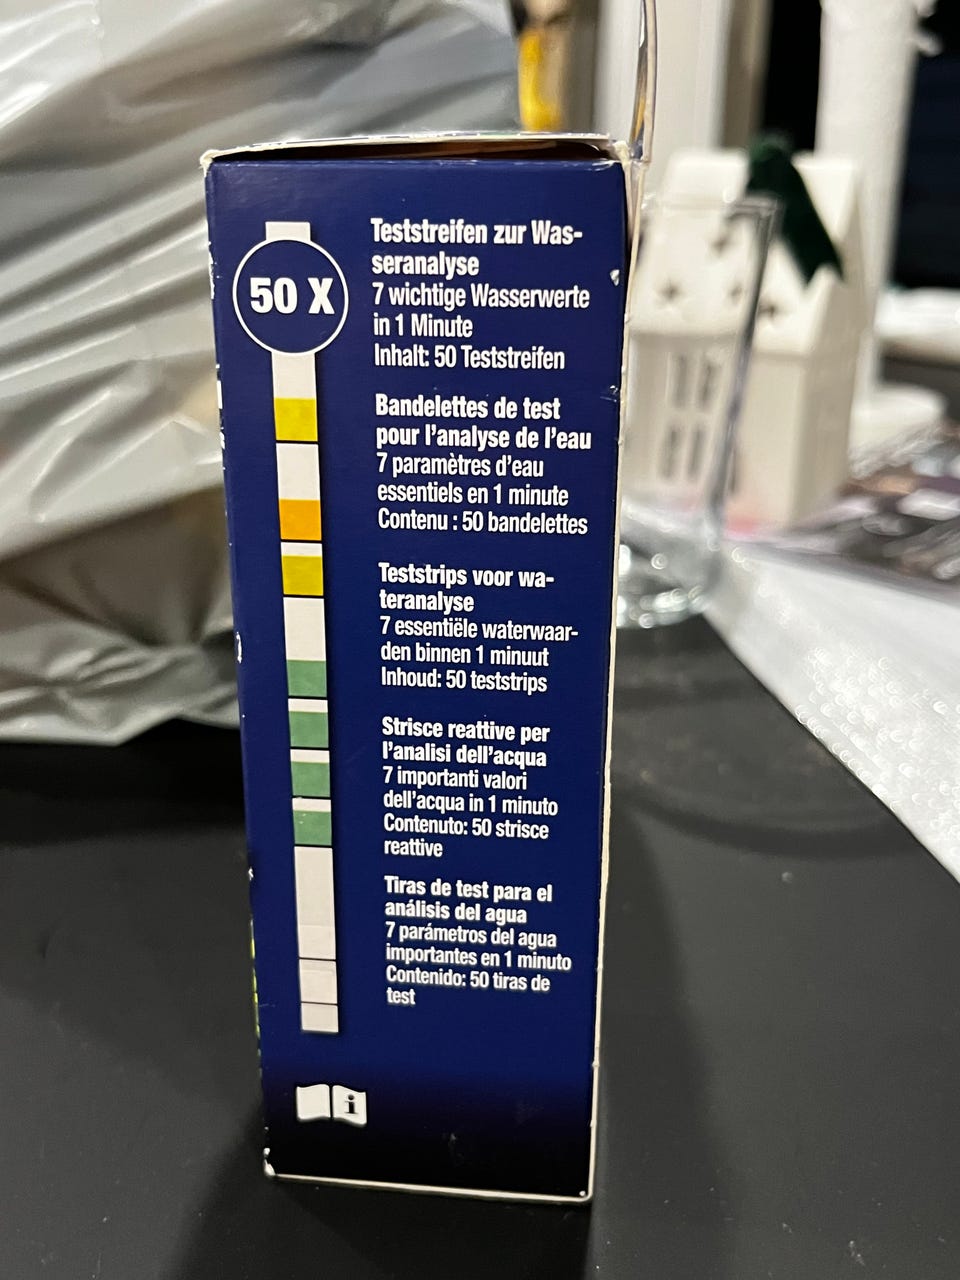 50 X
Teststreifen zur Was-
seranalyse
7 wichtige Wasserwerte
in 1 Minute
Inhalt: 50 Teststreifen
Bandelettes de test
pour l'analyse de l'eau
7 paramètres d'eau
essentiels en 1 minute
Contenu : 50 bandelettes
Teststrips voor wa-
teranalyse
7 essentiële waterwaar-
den binnen 1 minuut
Inhoud: 50 teststrips
Strisce reattive per
l'analisi dell'acqua
7 importanti valori
dell'acqua in 1 minuto
Contenuto: 50 strisce
reattive
Tiras de test para el
análisis del agua
7 parámetros del agua
importantes en 1 minuto
Contenido: 50 tiras de
test
i